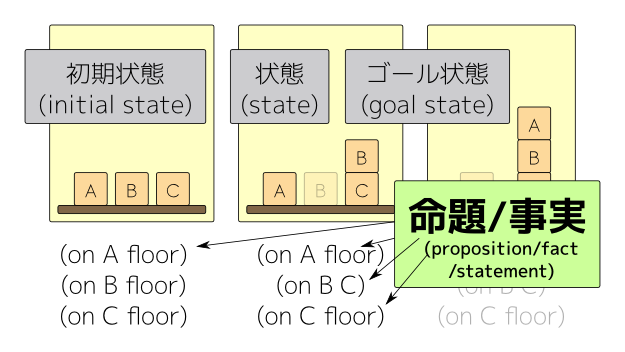 初期状態
(initial state)
状態
(state)
ゴール状態
(goal state)
A
B
C
A
B
B
C
A
B
命題/事実
(proposition/fact
/statement)
(on A floor)
(on B floor)
(on C floor)
(on A floor)
(on B C)
(on C floor)
(on B C)
(on C floor)